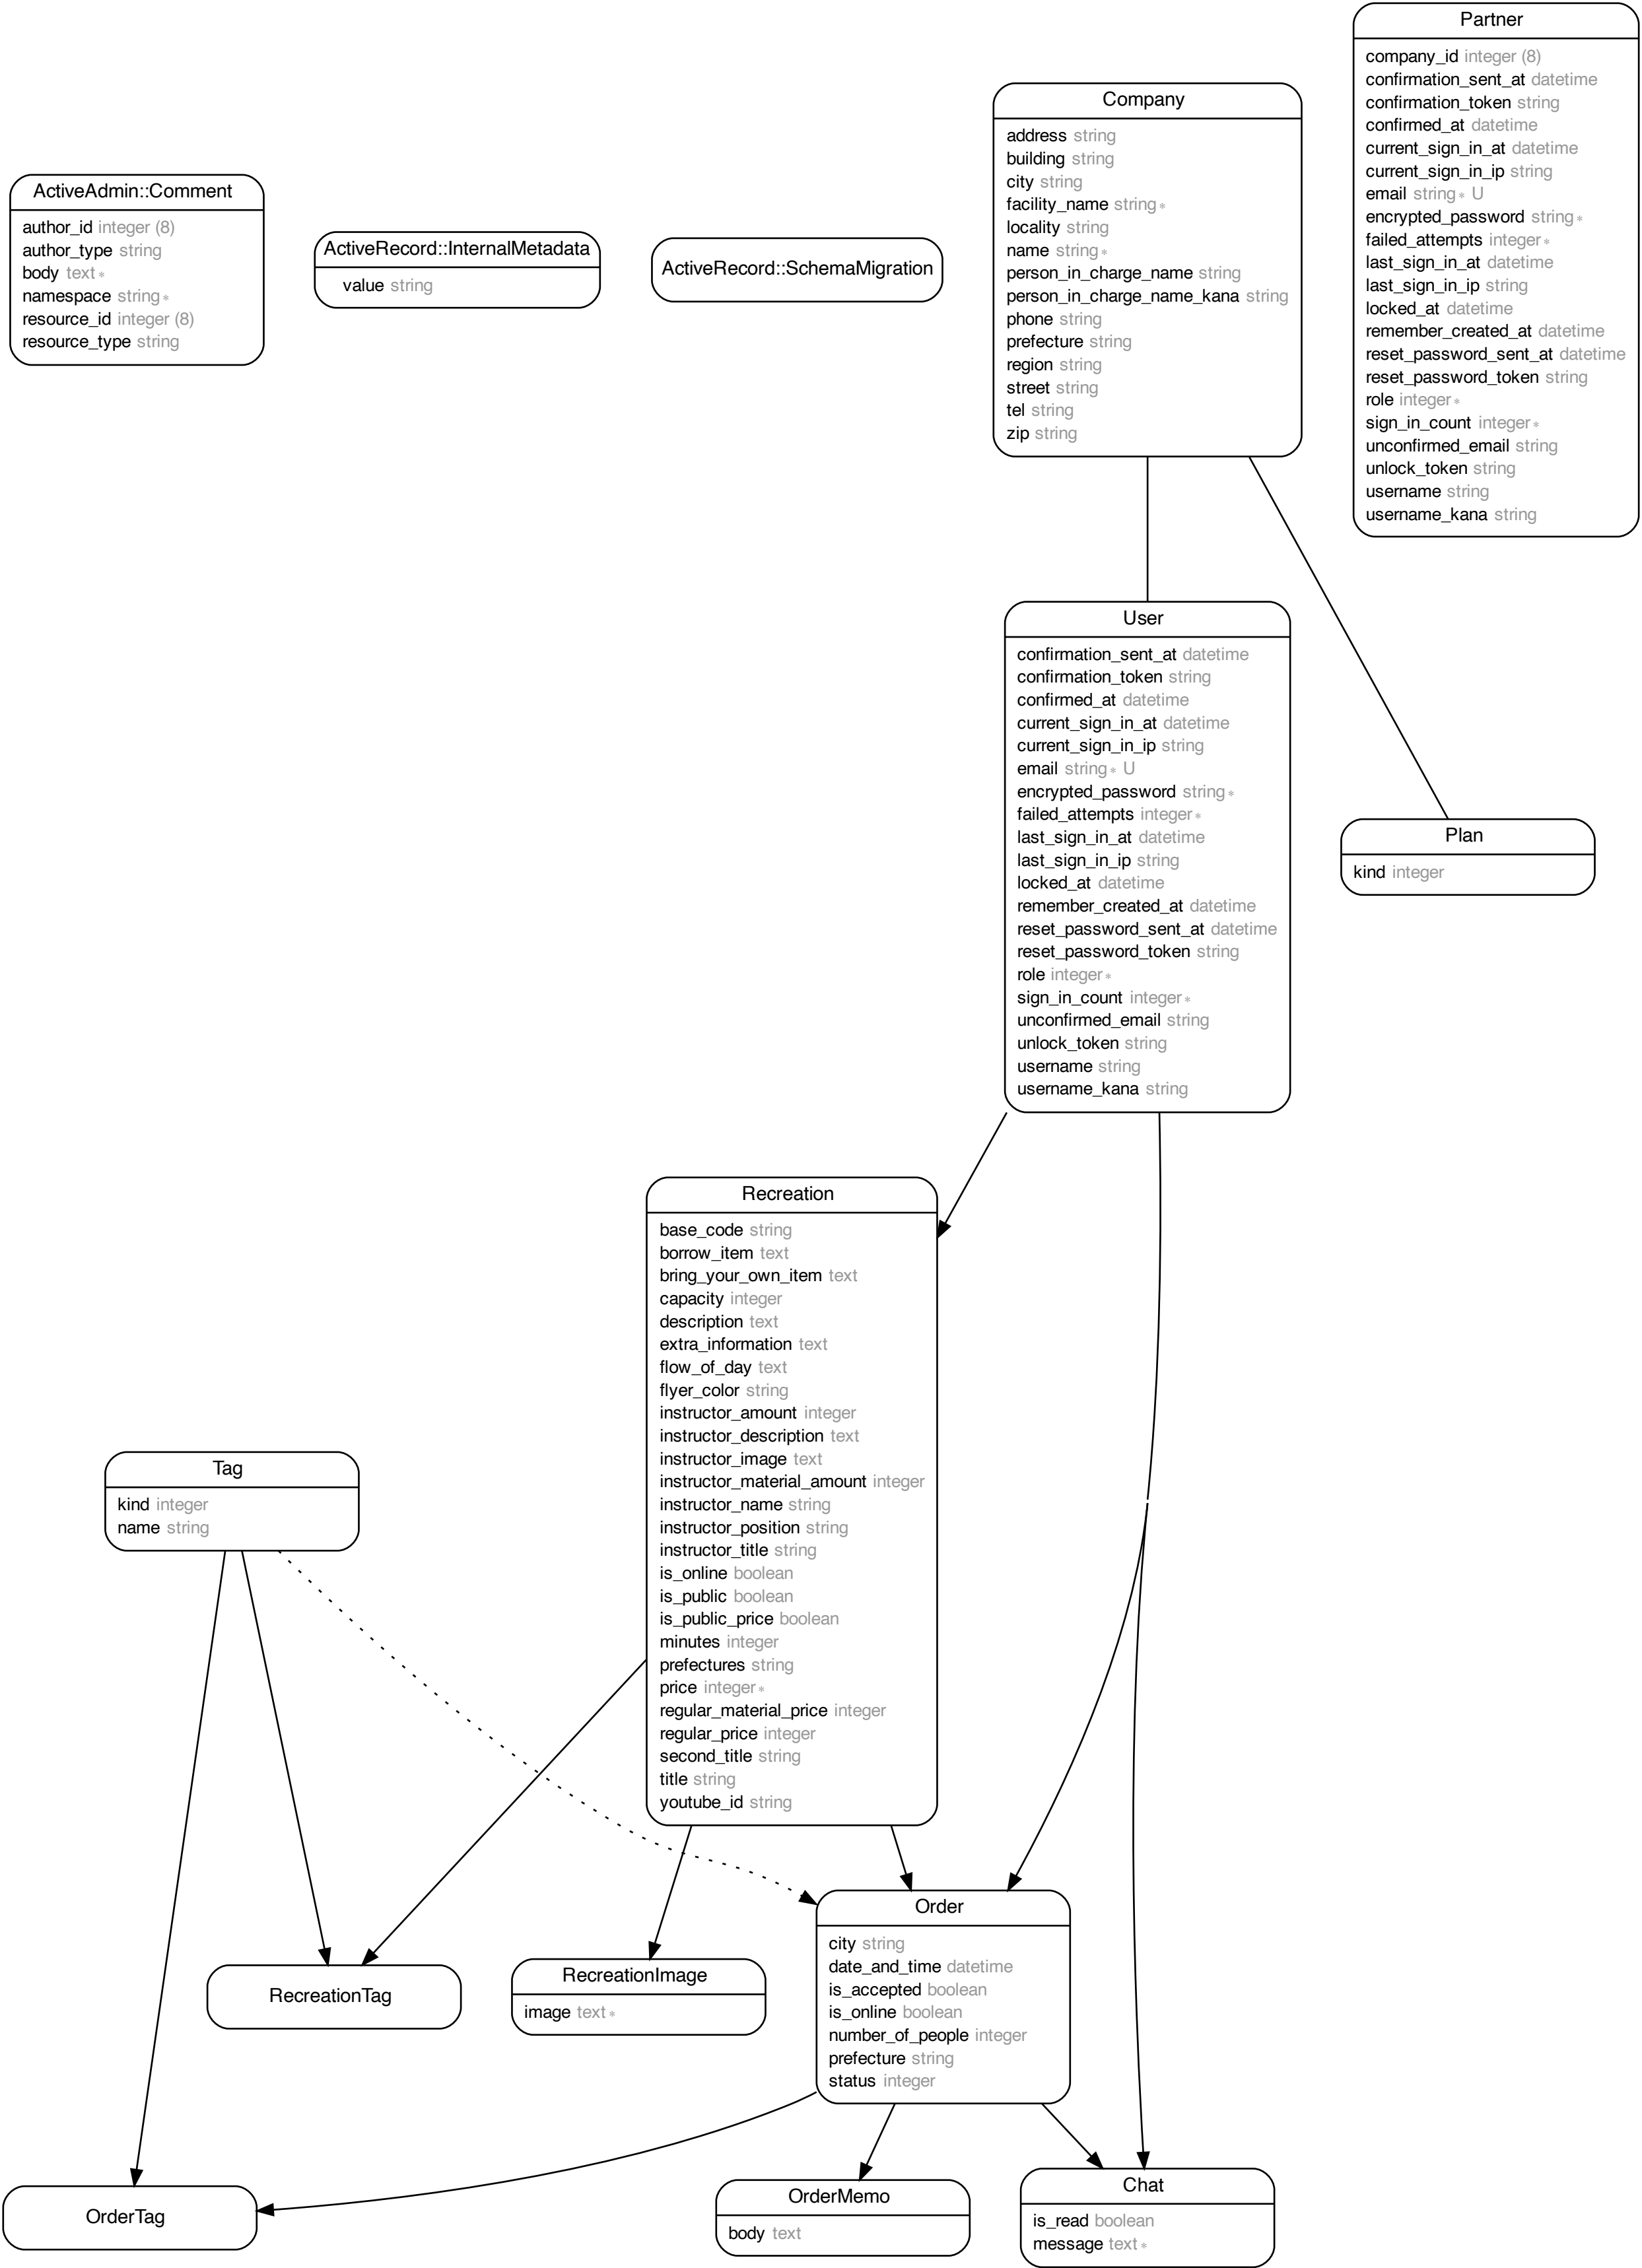 Partner
company_id integer (8)
confirmation_sent_at datetime
confirmation_token string
confirmed_at datetime
current_sign_in_at datetime
current_sign_in_ip string
email string∗ U
encrypted_password string∗
failed_attempts integer∗
last_sign_in_at datetime
last_sign_in_ip string
locked_at datetime
remember_created_at datetime
reset_password_sent_at datetime
reset_password_token string
role integer∗
sign_in_count integer∗
unconfirmed_email string
unlock_token string
username string
username_kana string
Company
address string
building string
city string
facility_name string∗
locality string
name string∗
person_in_charge_name string
person_in_charge_name_kana string
phone string
prefecture string
region string
street string
tel string
zip string
ActiveAdmin::Comment
author_id integer (8)
author_type string
body text∗
namespace string∗
resource_id integer (8)
resource_type string
ActiveRecord::InternalMetadata
value string
ActiveRecord::SchemaMigration
User
confirmation_sent_at datetime
confirmation_token string
confirmed_at datetime
current_sign_in_at datetime
current_sign_in_ip string
email string∗ U
encrypted_password string∗
failed_attempts integer∗
last_sign_in_at datetime
last_sign_in_ip string
locked_at datetime
remember_created_at datetime
reset_password_sent_at datetime
reset_password_token string
role integer∗
sign_in_count integer∗
unconfirmed_email string
unlock_token string
username string
username_kana string
Plan
kind integer
Recreation
base_code string
borrow_item text
bring_your_own_item text
capacity integer
description text
extra_information text
flow_of_day text
flyer_color string
instructor_amount integer
instructor_description text
instructor_image text
instructor_material_amount integer
instructor_name string
instructor_position string
instructor_title string
is_online boolean
is_public boolean
is_public_price boolean
minutes integer
prefectures string
price integer∗
regular_material_price integer
regular_price integer
second_title string
title string
youtube_id string
Tag
kind integer
name string
Order
city string
date_and_time datetime
is_accepted boolean
is_online boolean
number_of_people integer
prefecture string
status integer
RecreationTag
RecreationImage
image text∗
OrderTag
OrderMemo
body text
Chat
is_read boolean
message text∗